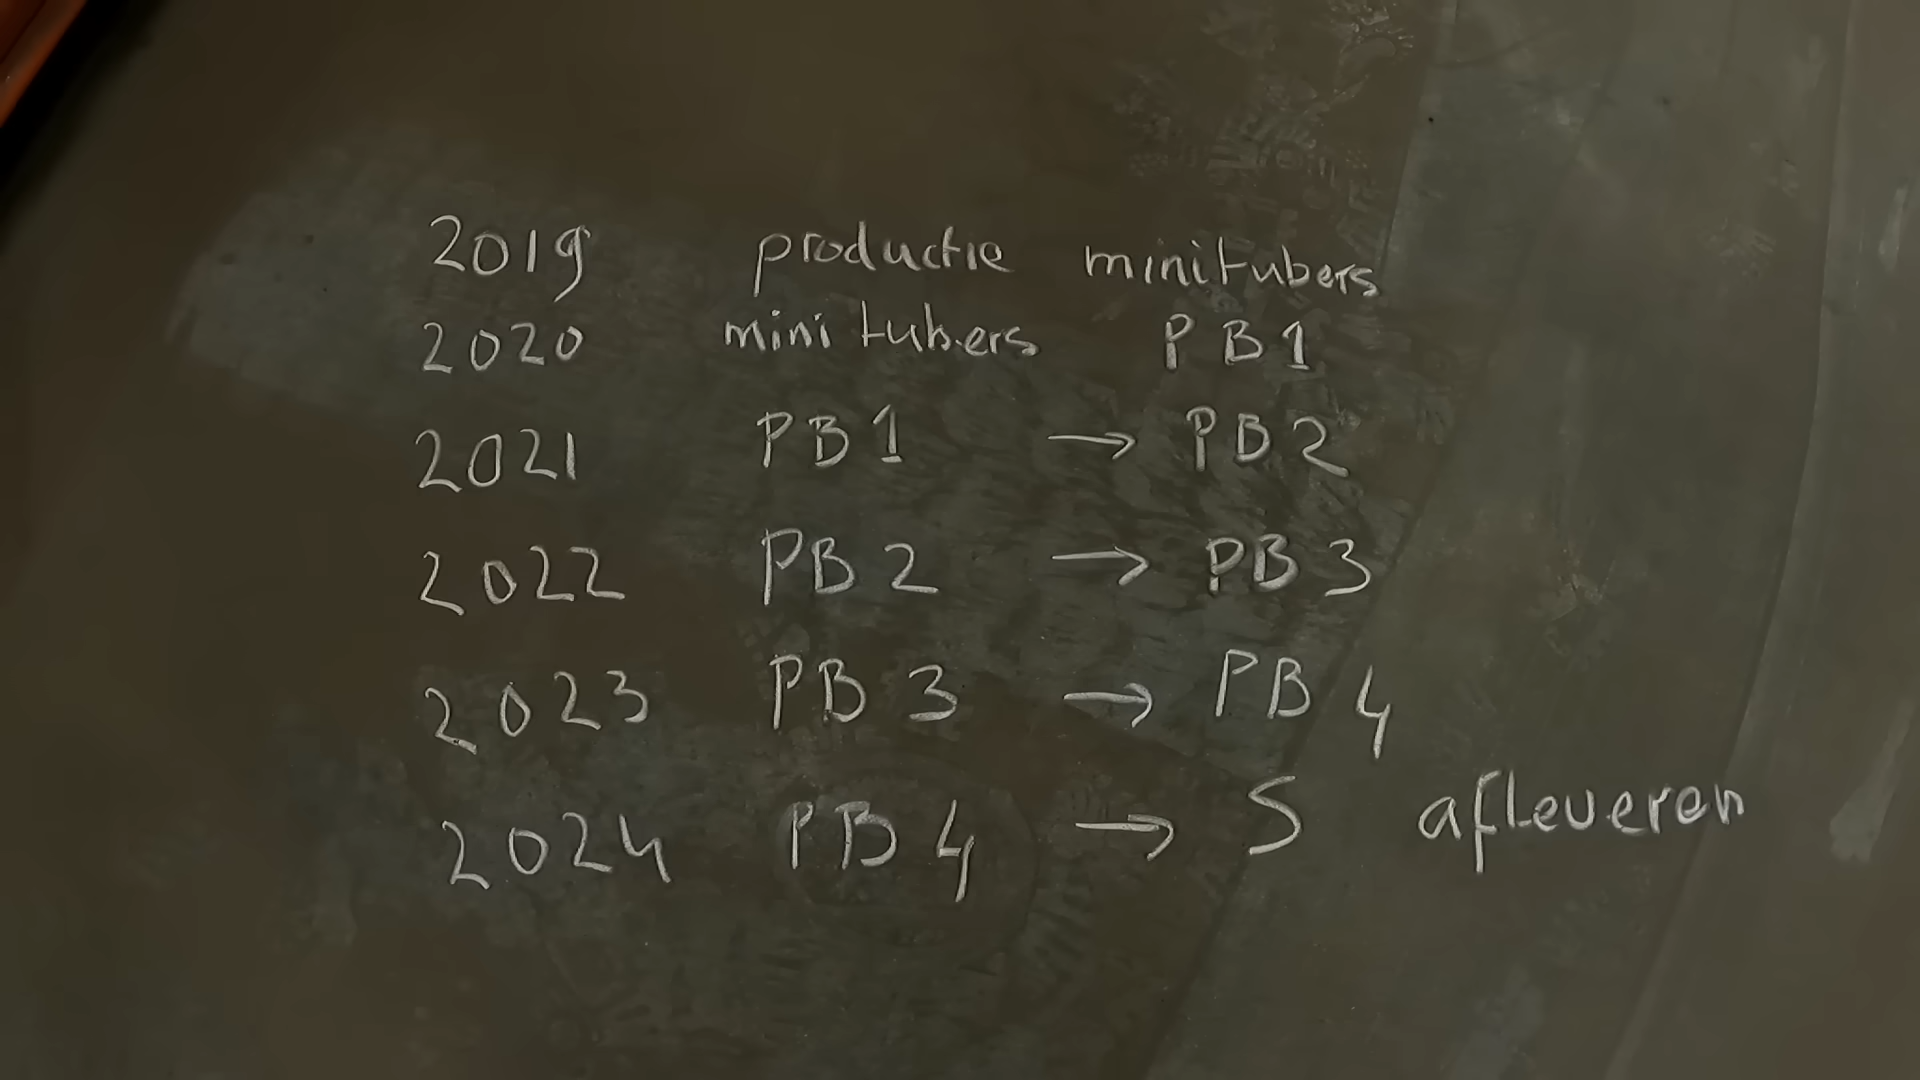 2019 productie minitubers
2020 mini tubers PB1
2021 PB1 → PB2
2022 PB2 → PB3
2023 PB3 → PB4
2024 PB4 → S afleveren